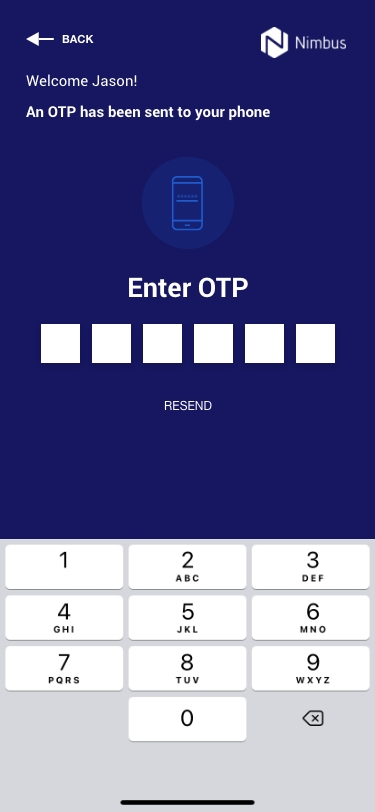 BACK
Nimbus
Welcome Jason!
An OTP has been sent to your phone
Enter OTP
RESEND
1 2 3
ABC DEF
4 5 6
GHI JKL MNO
7 8 9
PQRS TUV WXYZ
0